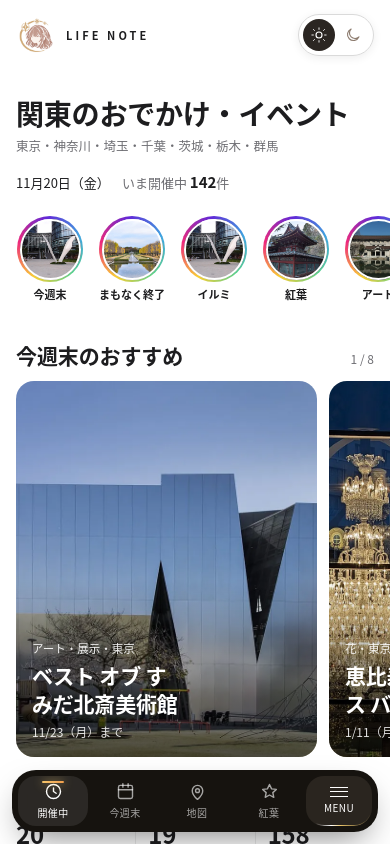 LIFE NOTE
関東のおでかけ・イベント
東京・神奈川・埼玉・千葉・茨城・栃木・群馬
11月20日（金） いま開催中 142件
今週末 まもなく終了 イルミ 紅葉 アート
今週末のおすすめ
1 / 8
アート・展示・東京
ベスト オブ す
みだ北斎美術館
11/23（月）まで
花・東京
恵比
ス バ
1/11（月
開催中 今週末 地図 紅葉 MENU
20 19 158